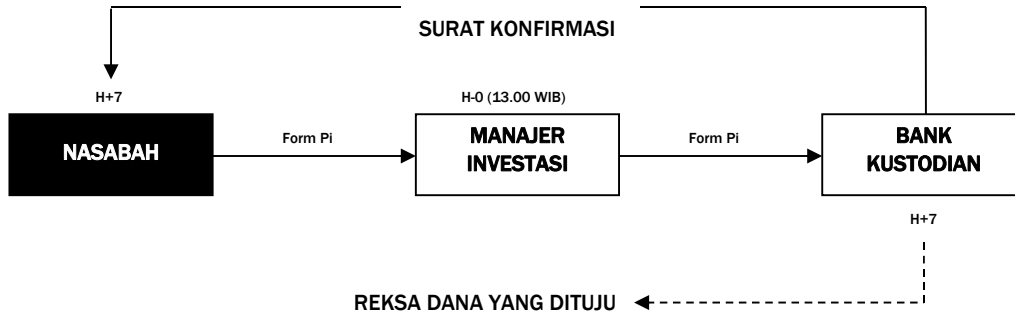 SURAT KONFIRMASI
H+7
H-0 (13.00 WIB)
NASABAH
Form Pi
MANAJER
INVESTASI
Form Pi
BANK
KUSTODIAN
H+7
REKSA DANA YANG DITUJU